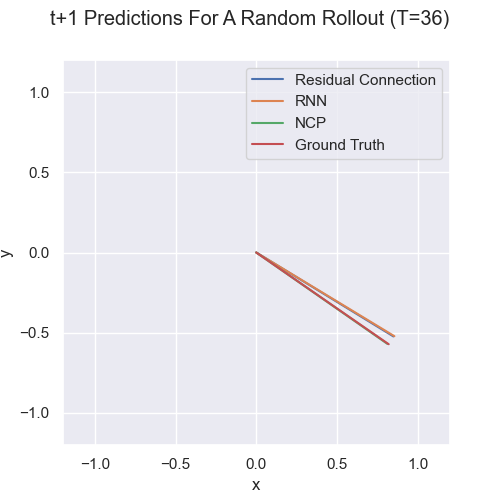 t+1 Predictions For A Random Rollout (T=36)
Residual Connection
RNN
NCP
Ground Truth
1.0
0.5
0.0
−0.5
−1.0
y
−1.0 −0.5 0.0 0.5 1.0
x